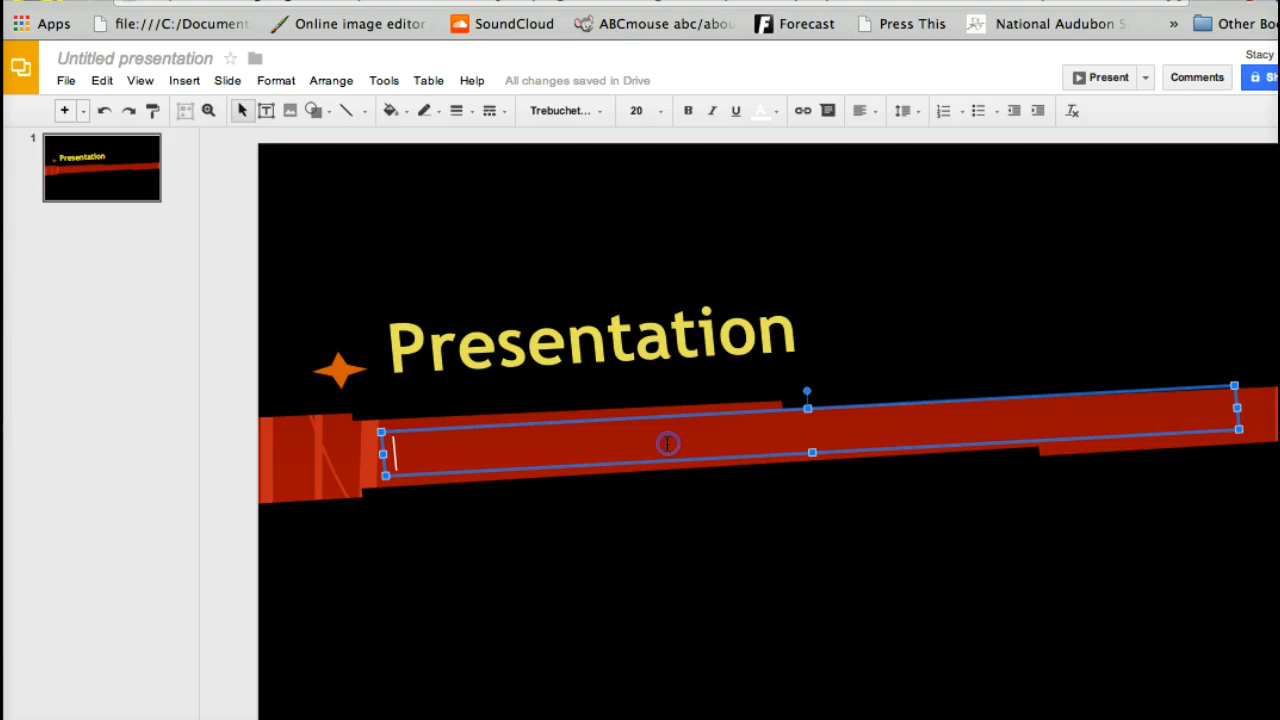 Apps file:///C:/Document Online image editor SoundCloud ABCmouse abc/abou Forecast Press This National Audubon S » Other Bo
Untitled presentation
Stacy
File Edit View Insert Slide Format Arrange Tools Table Help All changes saved in Drive
Present Comments Sh
Trebuchet... 20 B I U A
1
Presentation
Presentation